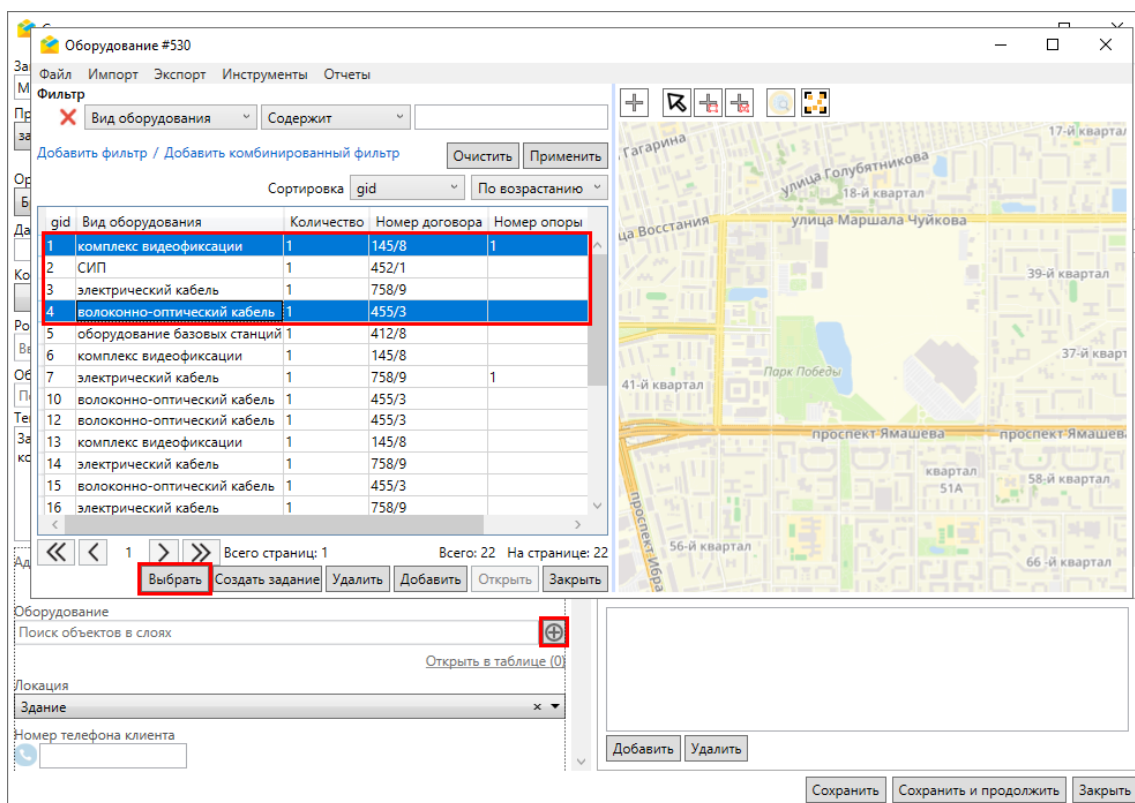 Оборудование #530
Файл Импорт Экспорт Инструменты Отчеты
Фильтр
Вид оборудования Содержит
Добавить фильтр / Добавить комбинированный фильтр Очистить Применить
Сортировка gid По возрастанию
gid Вид оборудования Количество Номер договора Номер опоры
1 комплекс видеофиксации 1 145/8 1
2 СИП 1 452/1
3 электрический кабель 1 758/9
4 волоконно-оптический кабель 1 455/3
5 оборудование базовых станций 1 412/8
6 комплекс видеофиксации 1 145/8
7 электрический кабель 1 758/9 1
10 волоконно-оптический кабель 1 455/3
12 волоконно-оптический кабель 1 455/3
13 комплекс видеофиксации 1 145/8
14 электрический кабель 1 758/9
15 волоконно-оптический кабель 1 455/3
16 электрический кабель 1 758/9
1 Всего страниц: 1 Всего: 22 На странице: 22
Выбрать Создать задание Удалить Добавить Открыть Закрыть
17-й квартал
Гагарина
улица Голубятникова
18-й квартал
ца Восстания
улица Маршала Чуйкова
39-й квартал
37-й кварт
Парк Победы
41-й квартал
проспект Ямашева
проспект Ямашев
квартал
51А
58-й квартал
проспект Ибра
56-й квартал
66-й квартал
Оборудование
Поиск объектов в слоях
Открыть в таблице (0)
Локация
Здание
Номер телефона клиента
Добавить Удалить
Сохранить Сохранить и продолжить Закрыть